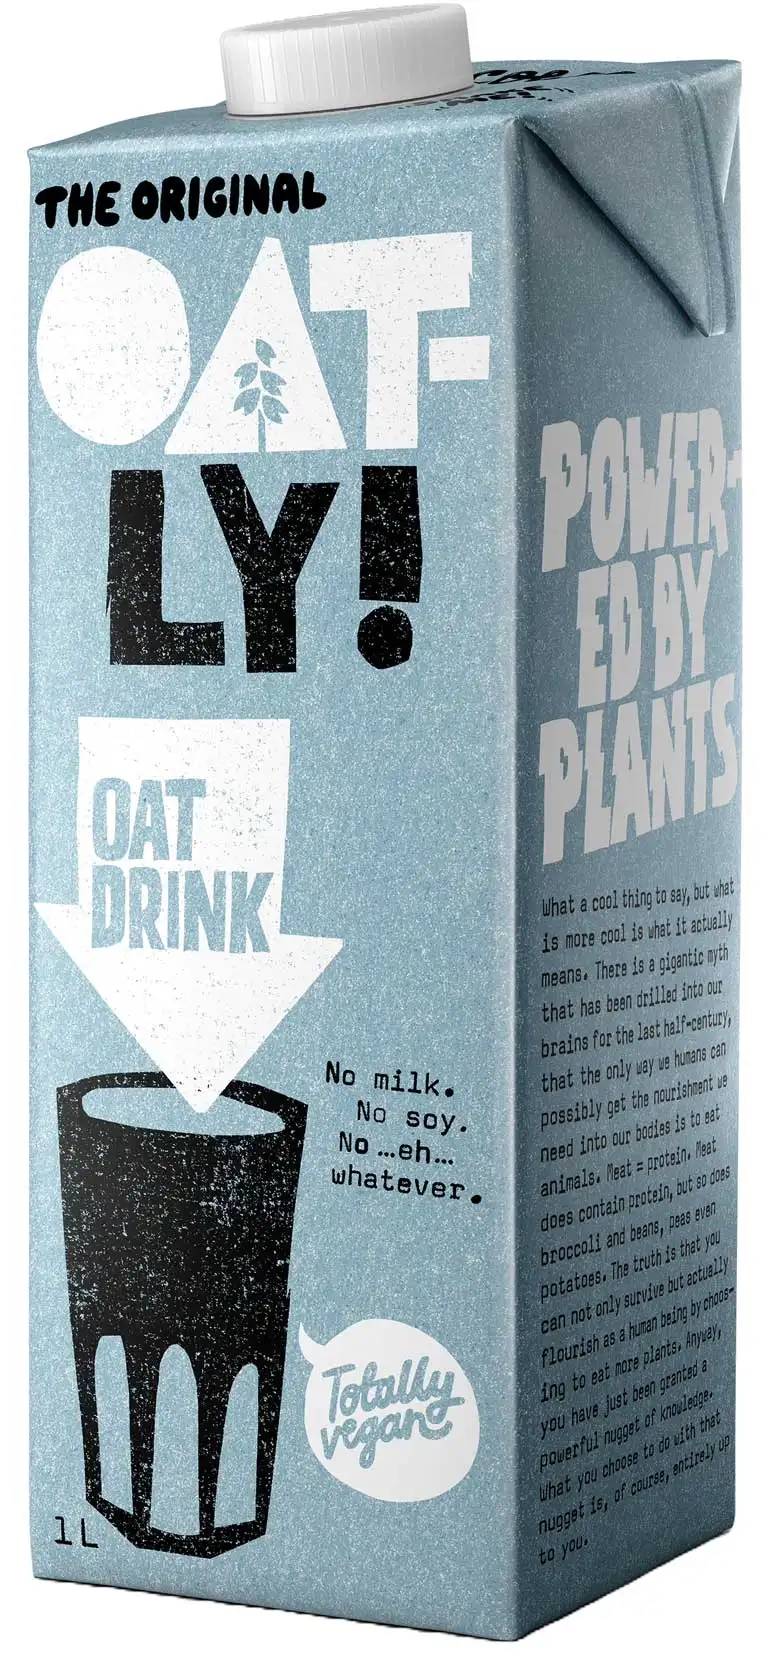 THE ORIGINAL
OAT-
LY!
OAT
DRINK
No milk.
No soy.
No ...eh...
whatever.
Totally
vegan
1L
POWER-
ED BY
PLANTS
What a cool thing to say, but what
is more cool is what it actually
means. There is a gigantic myth
that has been drilled into our
brains for the last half-century,
that the only way we humans can
possibly get the nourishment we
need into our bodies is to eat
animals. Meat = protein. Meat
does contain protein, but so does
broccoli and beans, peas even
potatoes. The truth is that you
can not only survive but actually
flourish as a human being by choos-
ing to eat more plants. Anyway,
you have just been granted a
powerful nugget of knowledge.
What you choose to do with that
nugget is, of course, entirely up
to you.